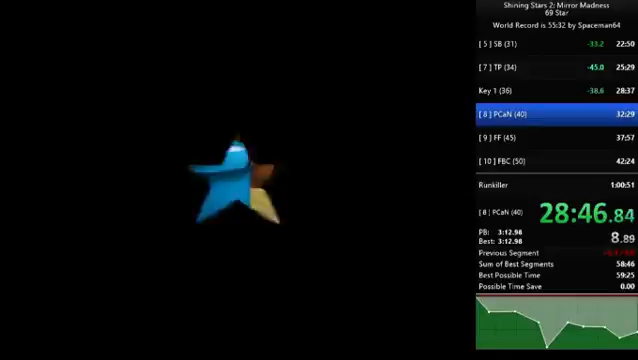 Shining Stars 2: Mirror Madness
69 Star
World Record is 55:32 by Spaceman64
[ 5 ] SB (31) -33.2 22:50
[ 7 ] TP (34) -45.0 25:29
Key 1 (36) -38.6 28:37
[ 8 ] PCaN (40) 32:29
[ 9 ] FF (45) 37:57
[ 10 ] FBC (50) 42:24
Runkiller 1:00:51
[ 8 ] PCaN (40) 28:46.84
PB: 3:12.98
Best: 3:12.98 8.89
Previous Segment
Sum of Best Segments 58:46
Best Possible Time 59:25
Possible Time Save 0.00